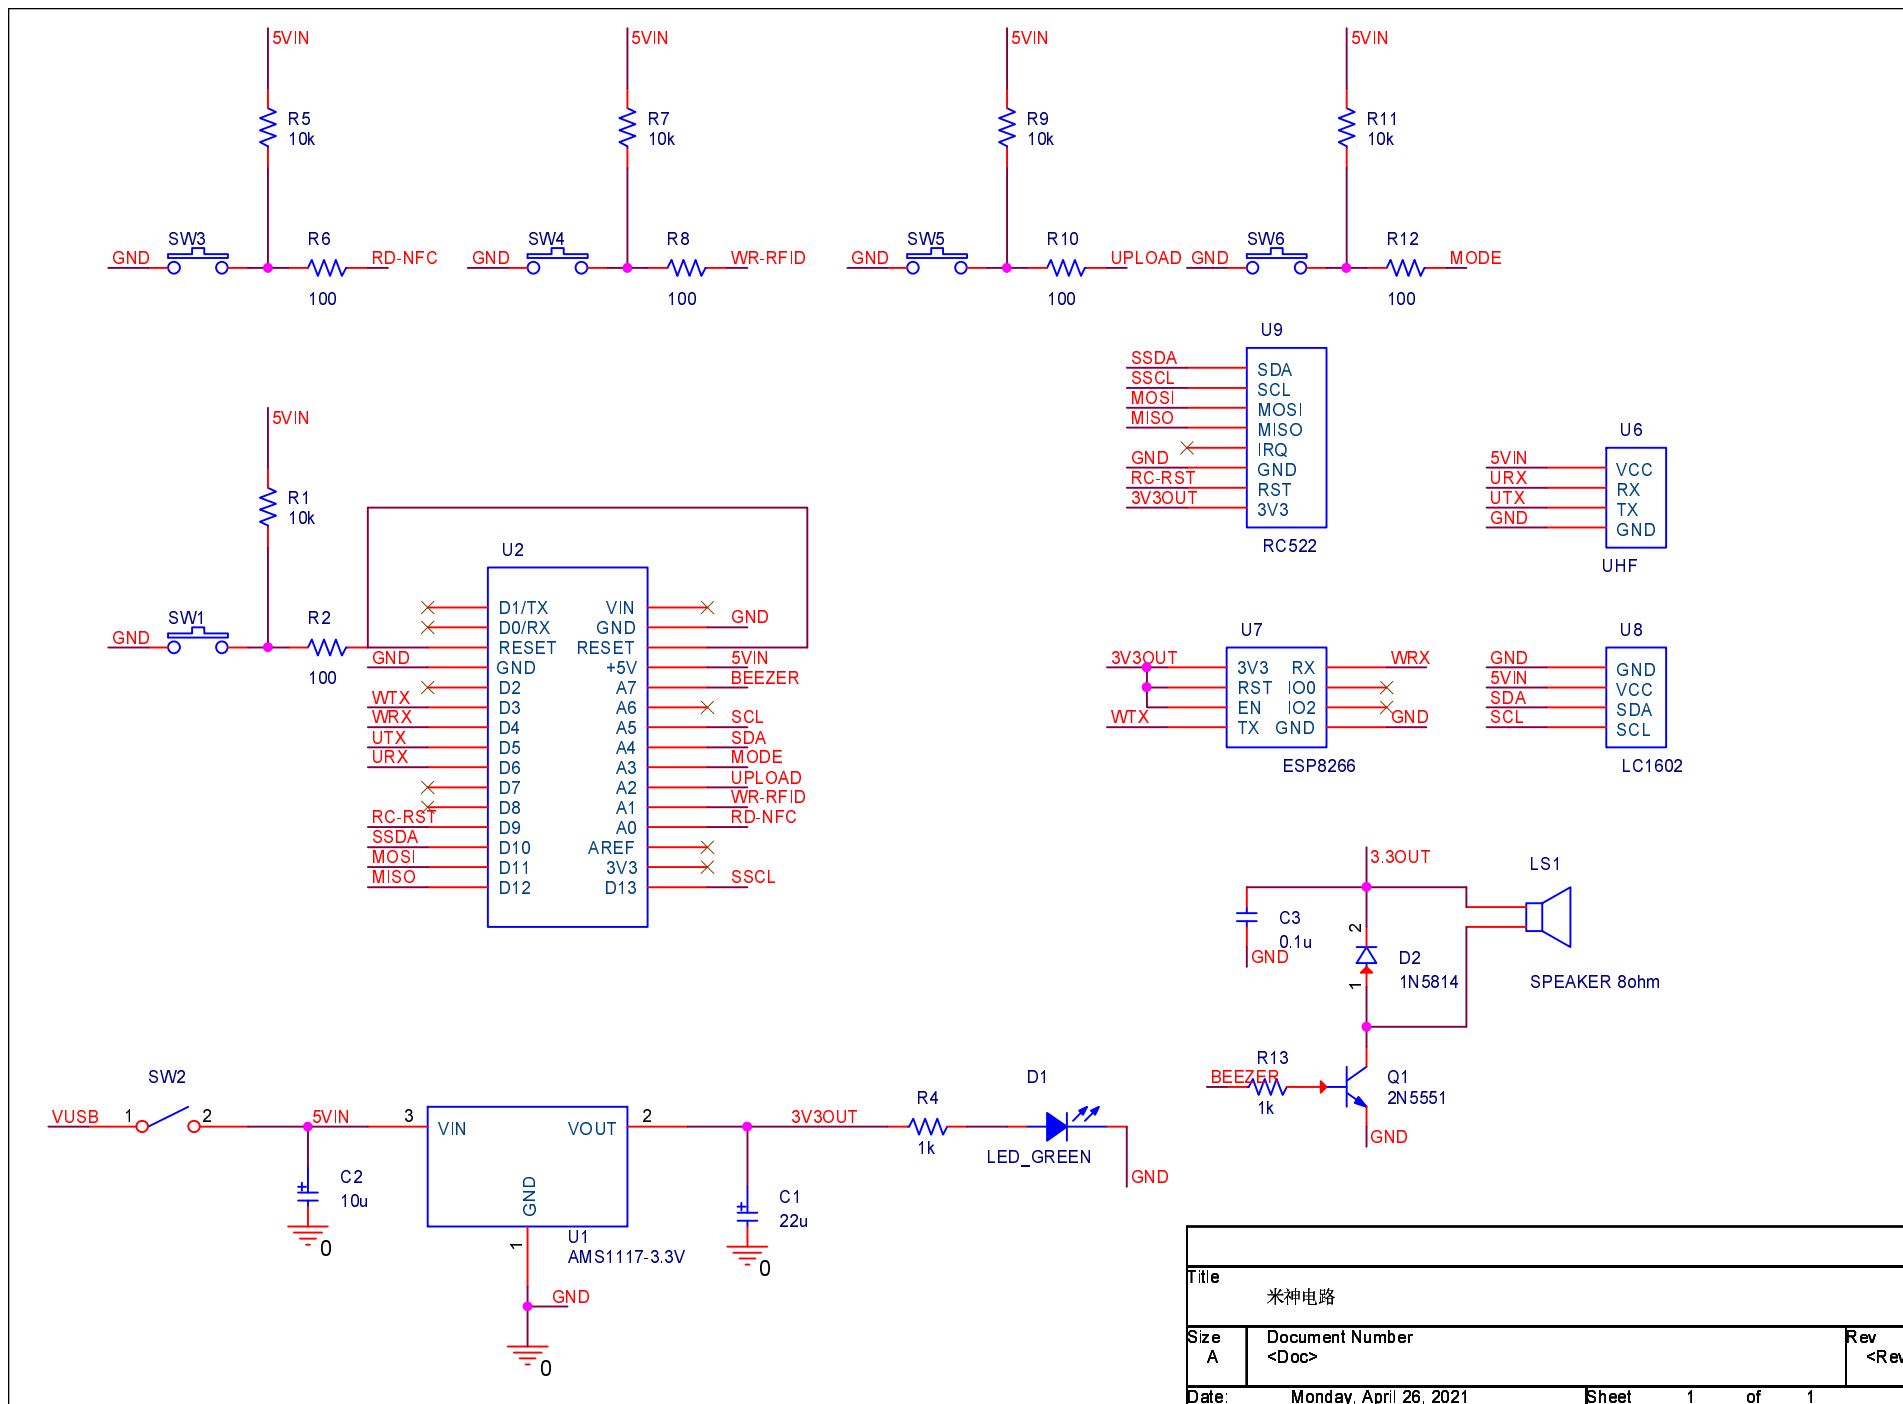 5VIN
5VIN
5VIN
5VIN
R5
10k
R7
10k
R9
10k
R11
10k
GND
SW3
R6
100
RD-NFC
GND
SW4
R8
100
WR-RFID
GND
SW5
R10
100
UPLOAD
GND
SW6
R12
100
MODE
U9
SSDA
SSCL
MOSI
MISO
GND
RC-RST
3V3OUT
SDA
SCL
MOSI
MISO
IRQ
GND
RST
3V3
RC522
U6
5VIN
URX
UTX
GND
VCC
RX
TX
GND
UHF
5VIN
R1
10k
GND
SW1
R2
100
U2
GND
WTX
WRX
UTX
URX
RC-RST
SSDA
MOSI
MISO
D1/TX
D0/RX
RESET
GND
D2
D3
D4
D5
D6
D7
D8
D9
D10
D11
D12
VIN
GND
RESET
+5V
A7
A6
A5
A4
A3
A2
A1
A0
AREF
3V3
D13
GND
5VIN
BEEZER
SCL
SDA
MODE
UPLOAD
WR-RFID
RD-NFC
SSCL
U7
3V3OUT
WTX
3V3
RST
EN
TX
RX
IO0
IO2
GND
WRX
GND
ESP8266
U8
GND
5VIN
SDA
SCL
GND
VCC
SDA
SCL
LC1602
3.3OUT
LS1
C3
0.1u
GND
2
D2
1N5814
1
SPEAKER 8ohm
BEEZER
R13
1k
Q1
2N5551
GND
SW2
VUSB
1
2
5VIN
3
VIN
VOUT
GND
2
3V3OUT
R4
1k
D1
LED_GREEN
GND
C2
10u
0
1
U1
AMS1117-3.3V
C1
22u
0
GND
0
Title
米神电路
Size
A
Document Number
<Doc>
Rev
<Rev
Date:
Monday, April 26, 2021
Sheet
1
of
1